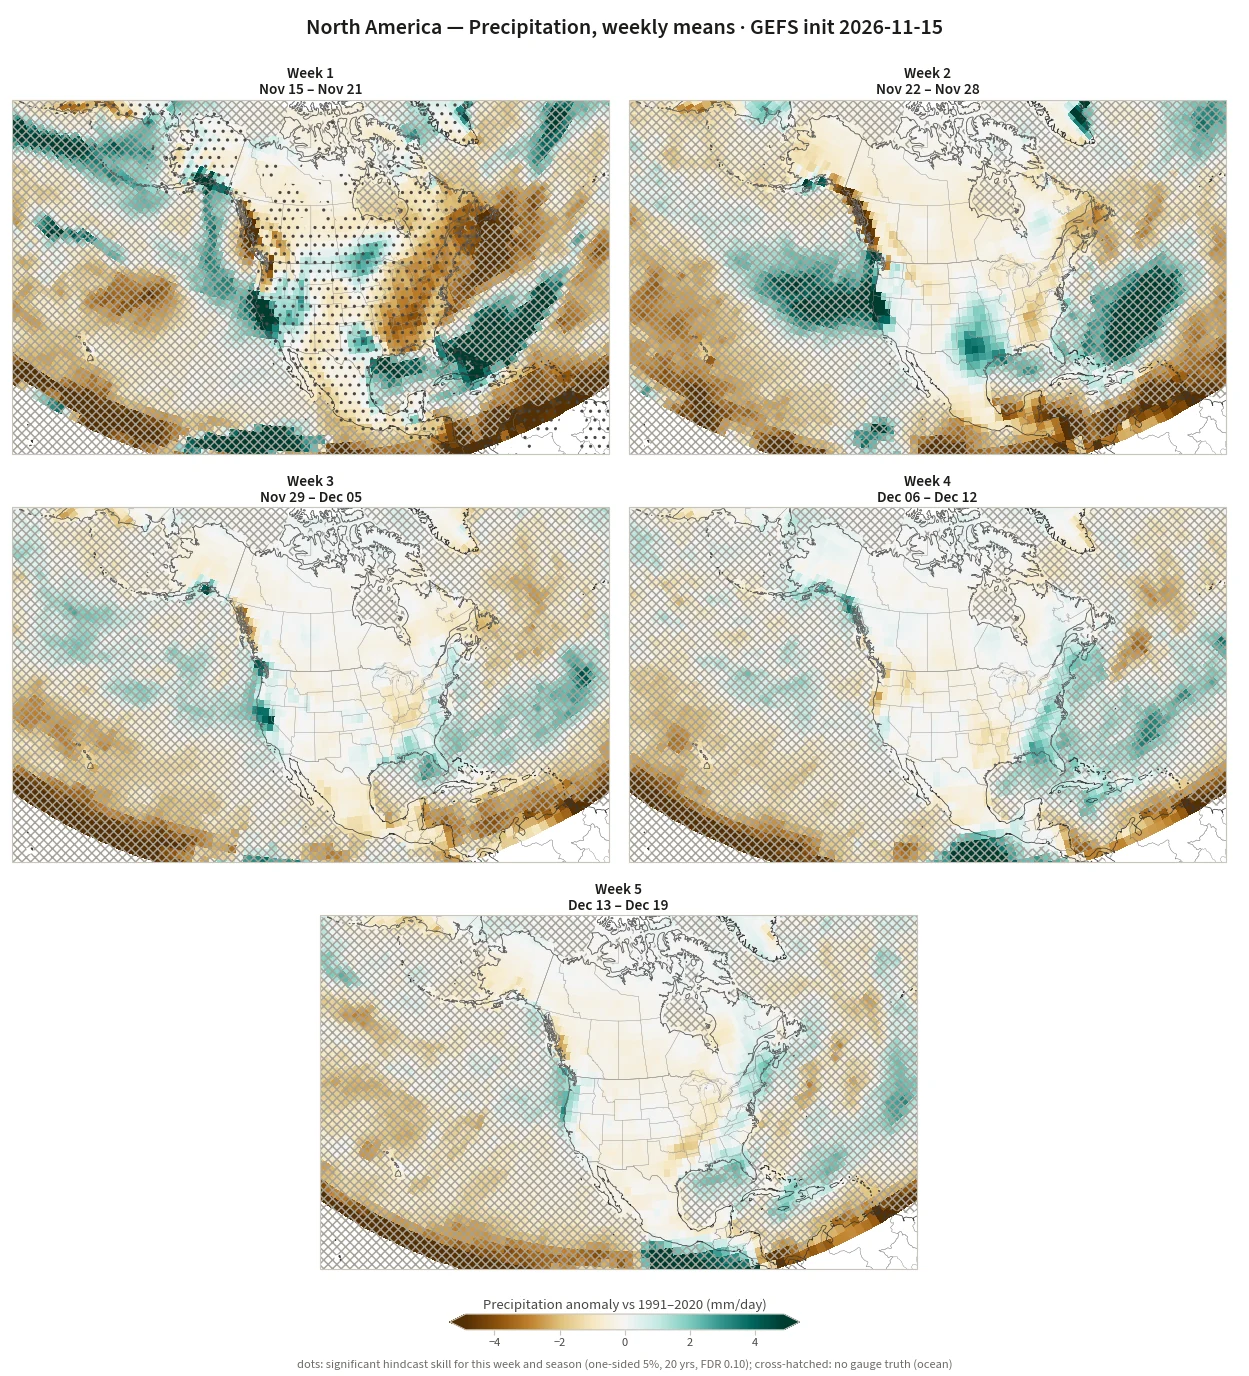 North America — Precipitation, weekly means · GEFS init 2026-11-15
Week 1
Nov 15 – Nov 21
Week 2
Nov 22 – Nov 28
Week 3
Nov 29 – Dec 05
Week 4
Dec 06 – Dec 12
Week 5
Dec 13 – Dec 19
Precipitation anomaly vs 1991–2020 (mm/day)
−4 −2 0 2 4
dots: significant hindcast skill for this week and season (one-sided 5%, 20 yrs, FDR 0.10); cross-hatched: no gauge truth (ocean)